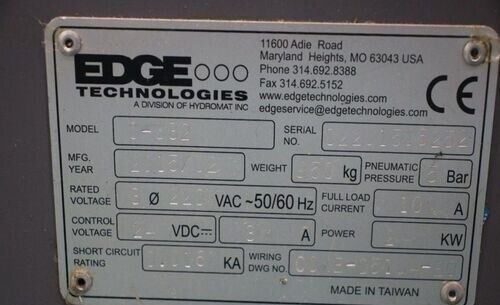 EDGE
TECHNOLOGIES
A DIVISION OF HYDROMAT INC
11600 Adie Road
Maryland Heights, MO 63043 USA
Phone 314.692.8388
Fax 314.692.5152
www.edgetechnologies.com
edgeservice@edgetechnologies.com
CE
MODEL
SERIAL NO.
MFG. YEAR
WEIGHT kg
PNEUMATIC PRESSURE Bar
RATED VOLTAGE 3 Ø 220 VAC ~50/60 Hz
FULL LOAD CURRENT A
CONTROL VOLTAGE 24 VDC A
POWER KW
SHORT CIRCUIT RATING KA
WIRING DWG NO.
MADE IN TAIWAN